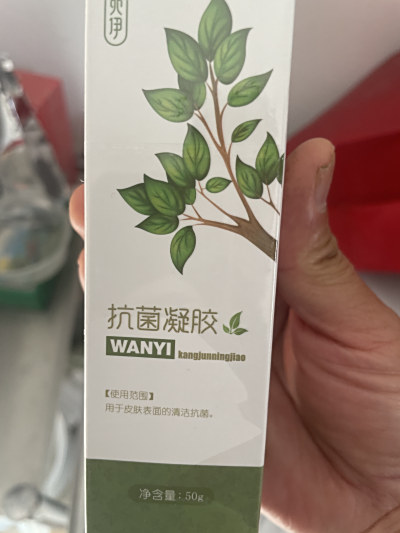 伊
抗菌凝胶
WANYI kangjunningjiao
【使用范围】
用于皮肤表面的清洁抗菌。
净含量：50g